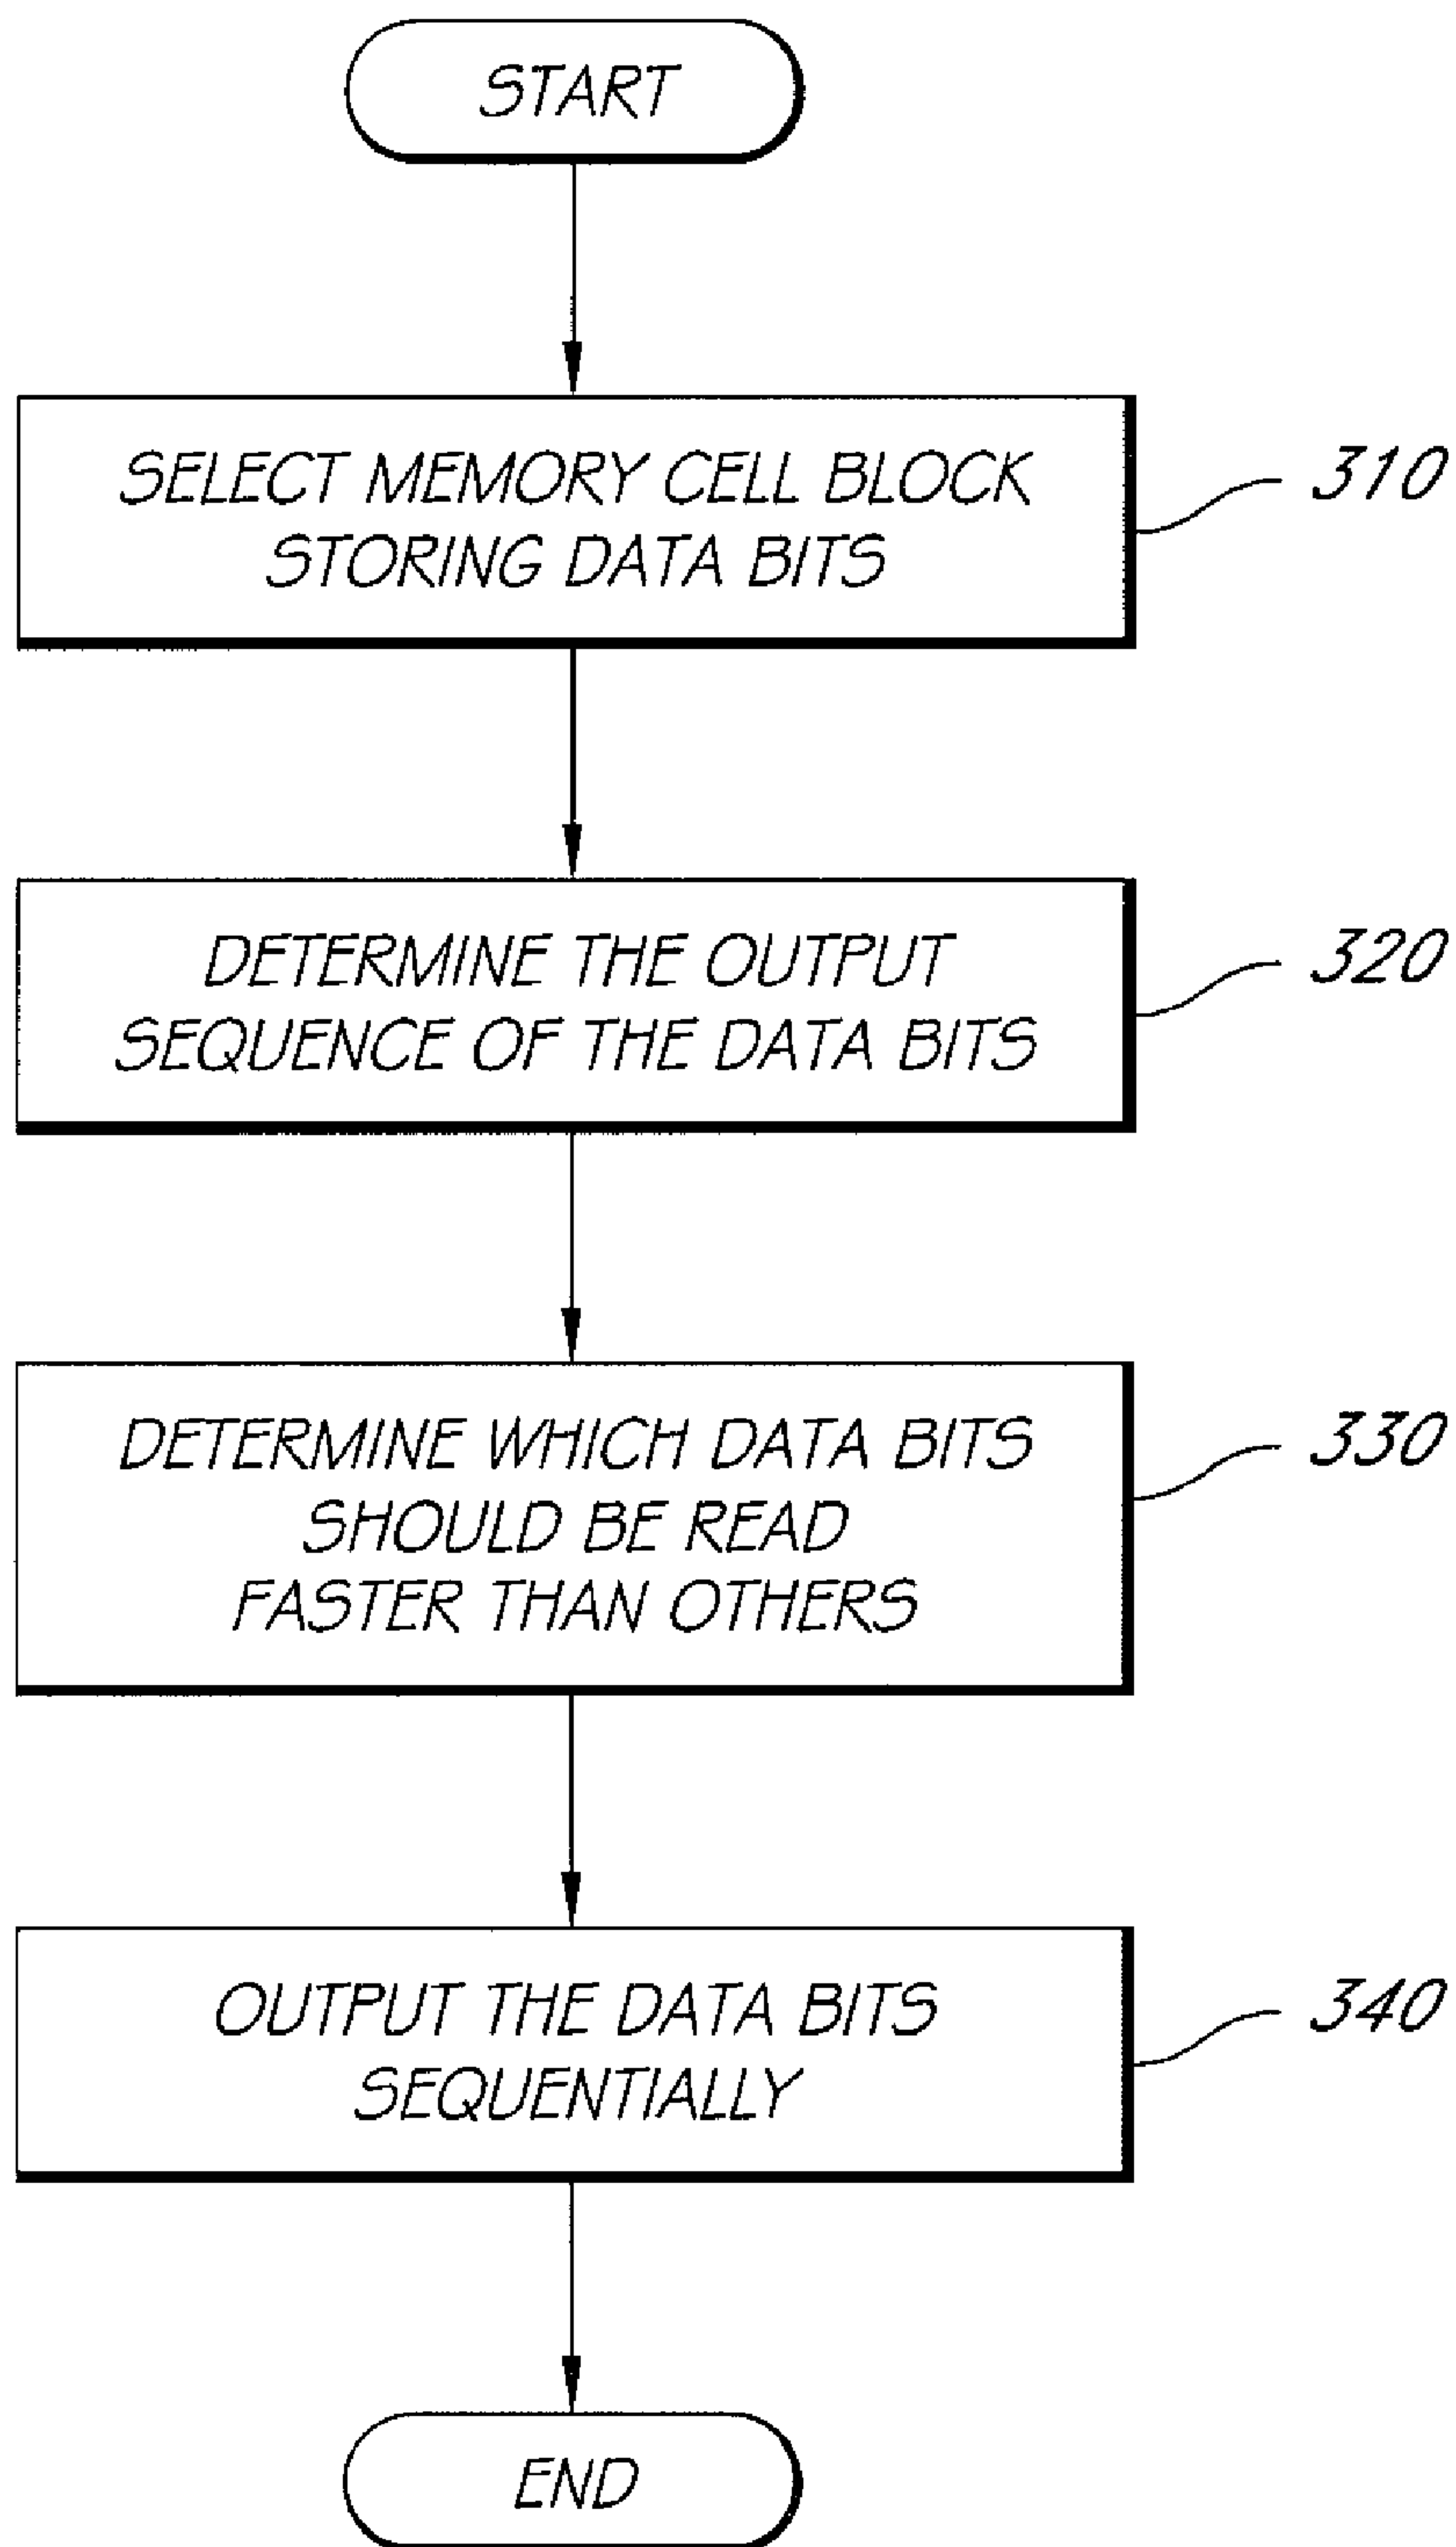 START
SELECT MEMORY CELL BLOCK
STORING DATA BITS
310
DETERMINE THE OUTPUT
SEQUENCE OF THE DATA BITS
320
DETERMINE WHICH DATA BITS
SHOULD BE READ
FASTER THAN OTHERS
330
OUTPUT THE DATA BITS
SEQUENTIALLY
340
END